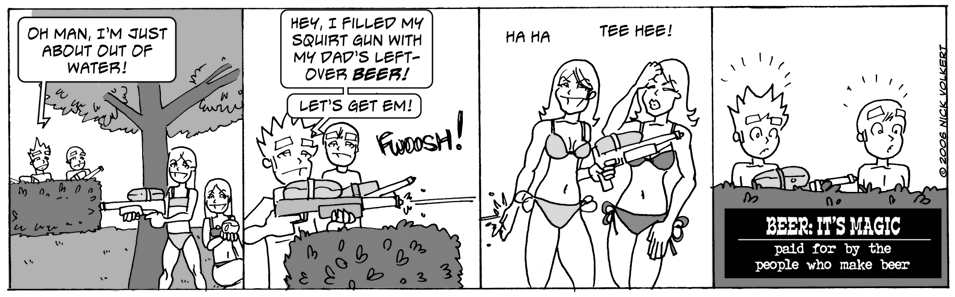 OH MAN, I'M JUST
ABOUT OUT OF
WATER!
HEY, I FILLED MY
SQUIRT GUN WITH
MY DAD'S LEFT-
OVER BEER!
LET'S GET EM!
FWOOSH!
HA HA
TEE HEE!
BEER: IT'S MAGIC
paid for by the
people who make beer
© 2006 NICK VOLKERT